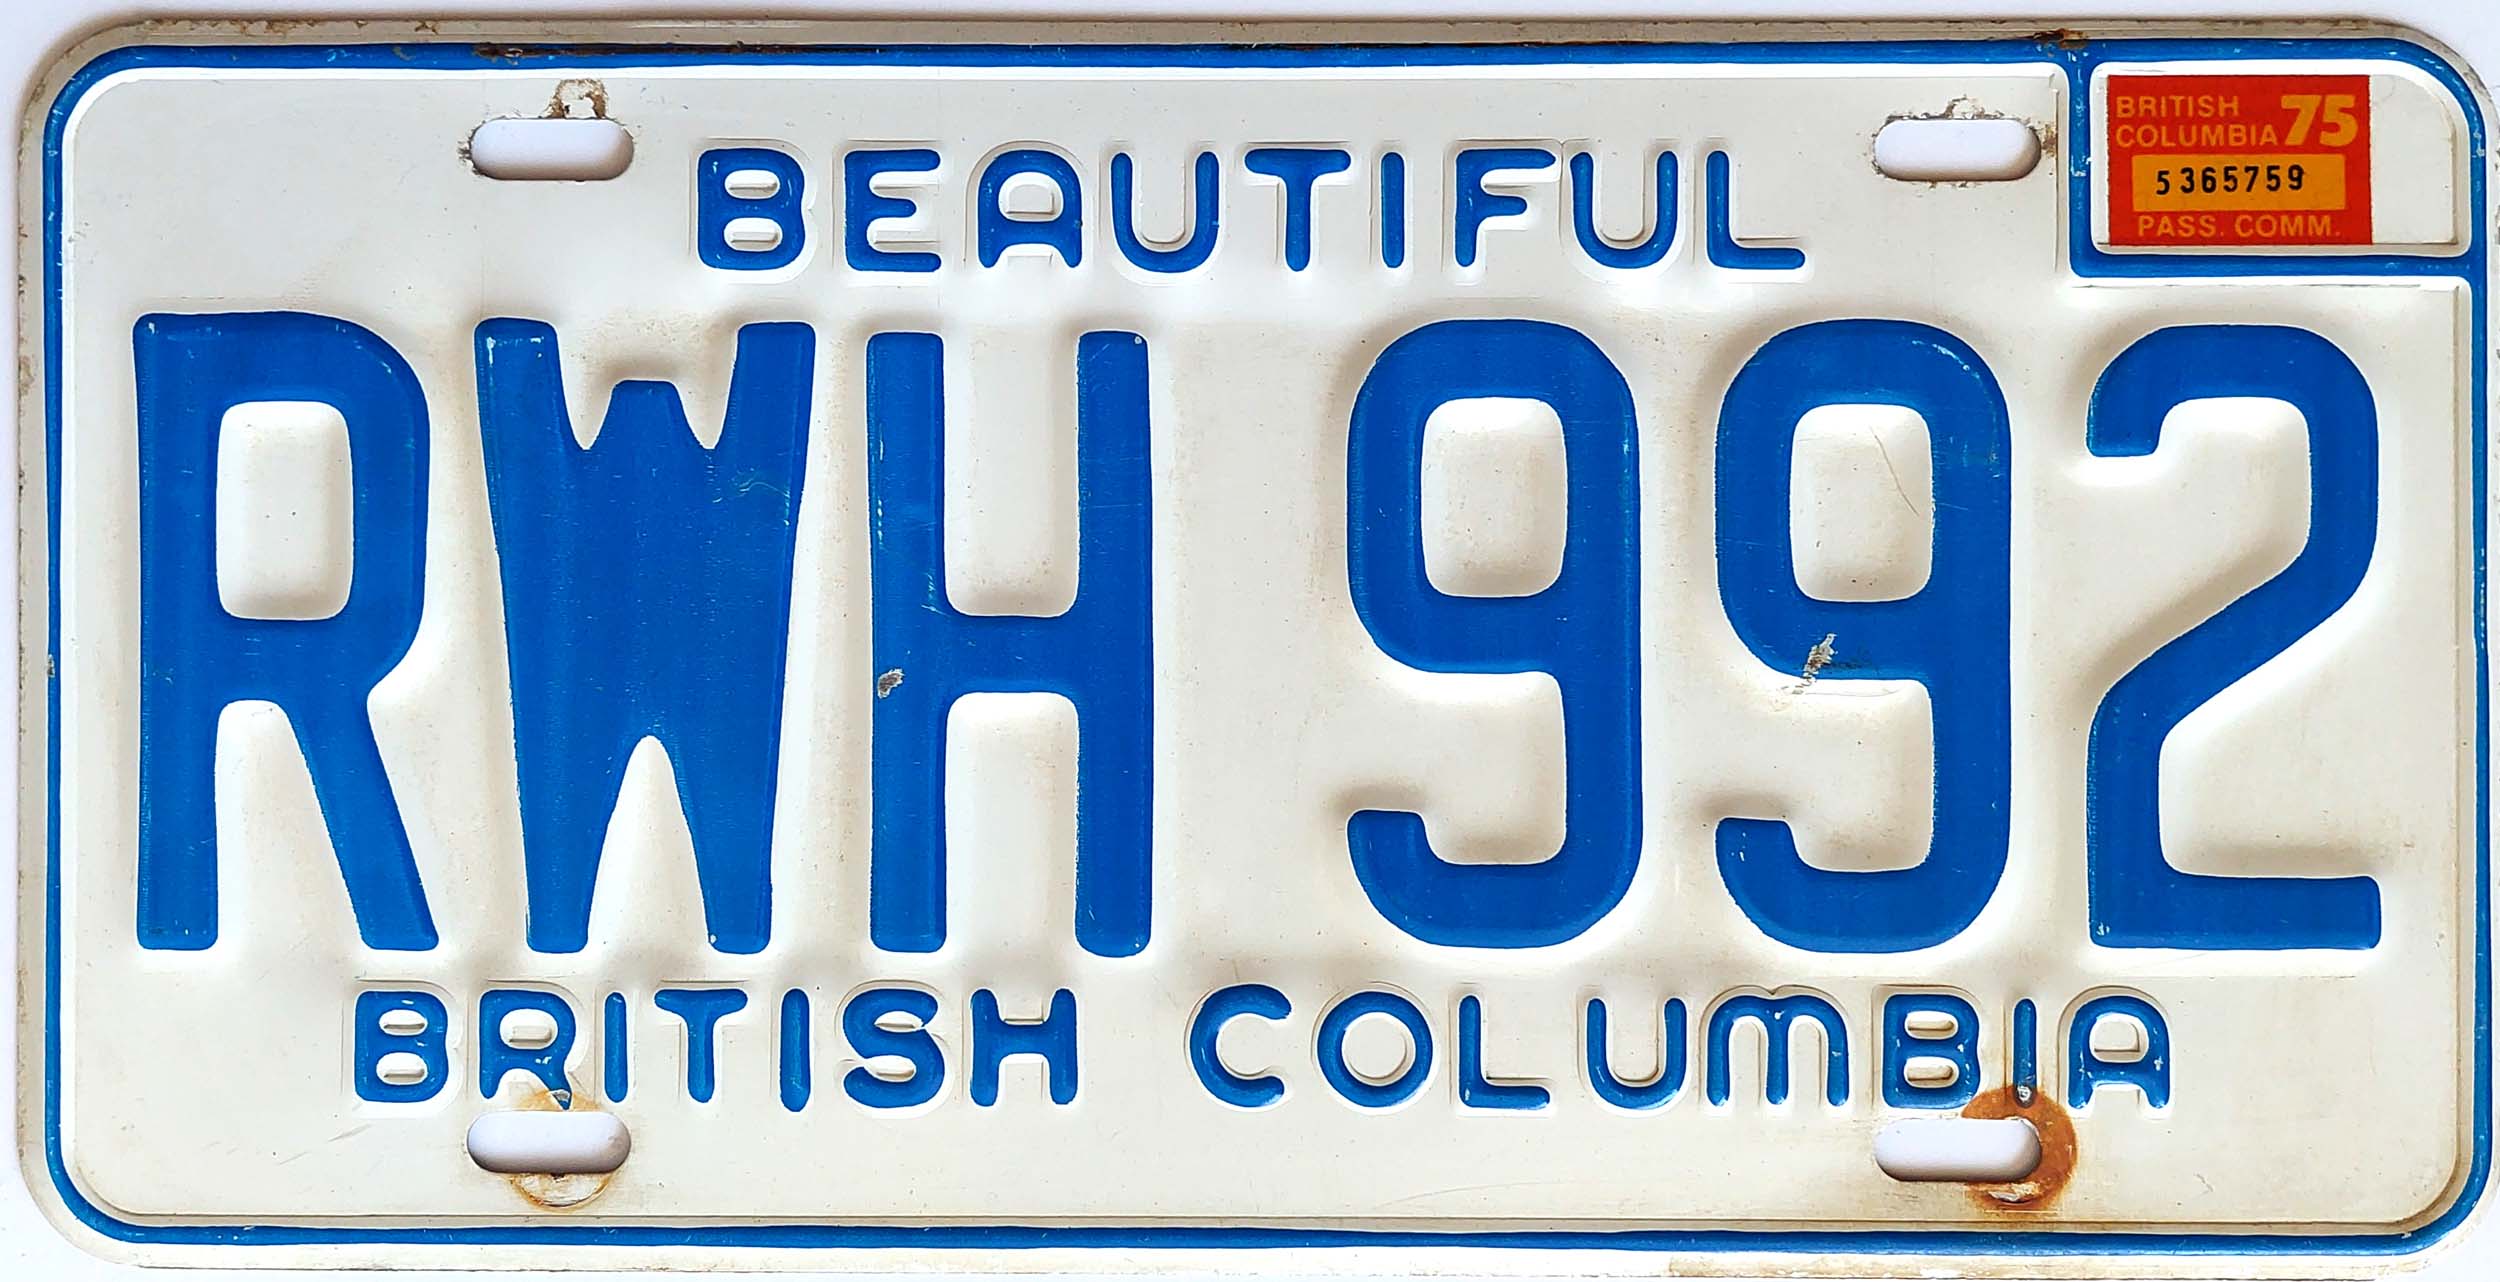 BEAUTIFUL
BRITISH
COLUMBIA 75
5365759
PASS. COMM.
RWH 992
BRITISH COLUMBIA